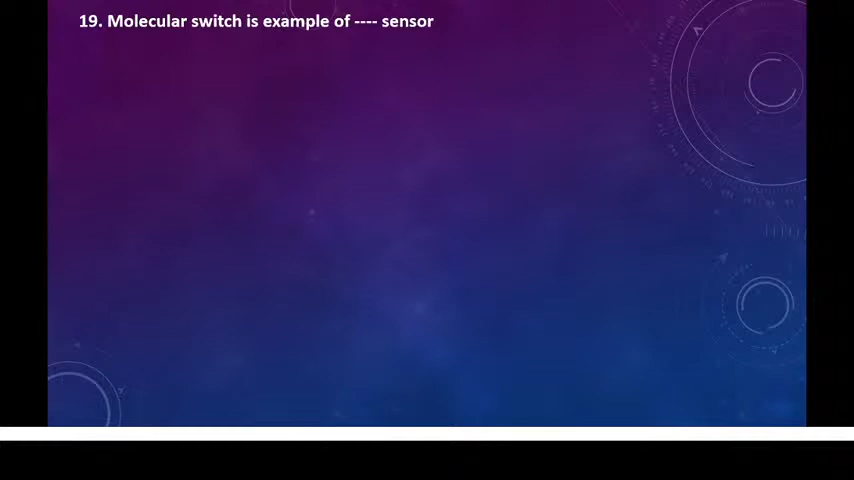 19. Molecular switch is example of ---- sensor